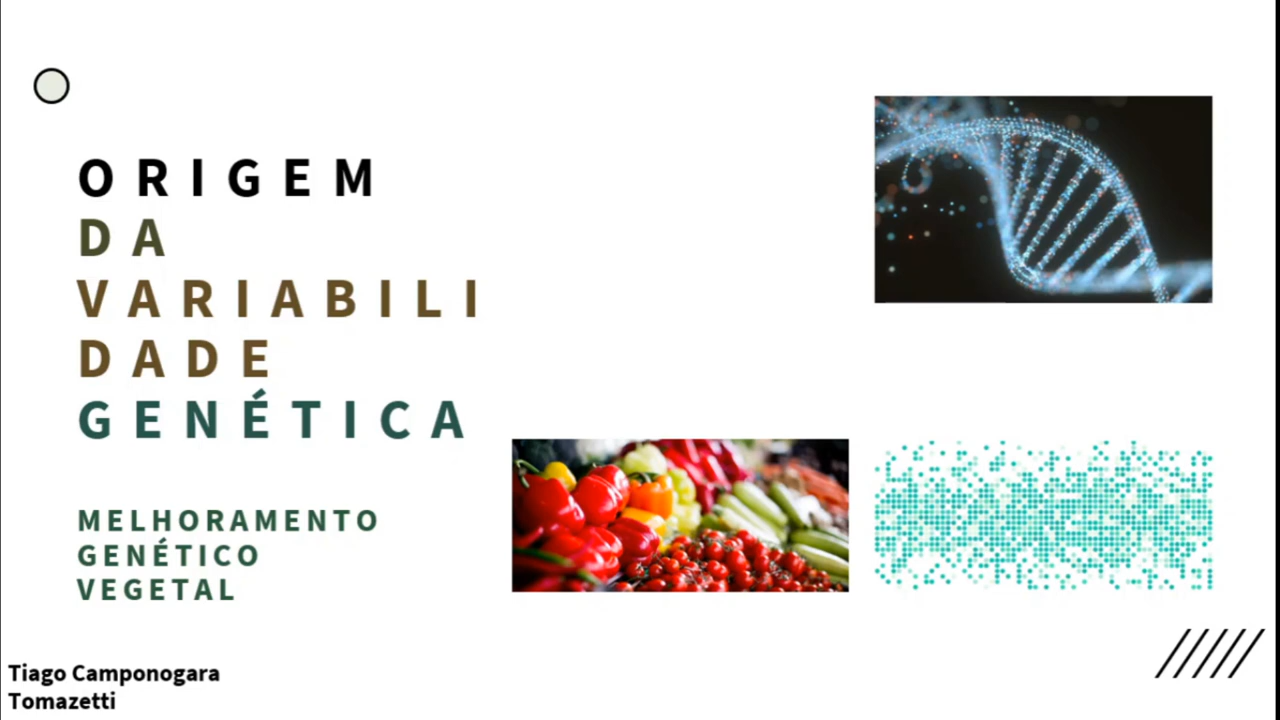 ORIGEM
DA
VARIABILI
DADE
GENÉTICA
MELHORAMENTO
GENÉTICO
VEGETAL
Tiago Camponogara
Tomazetti